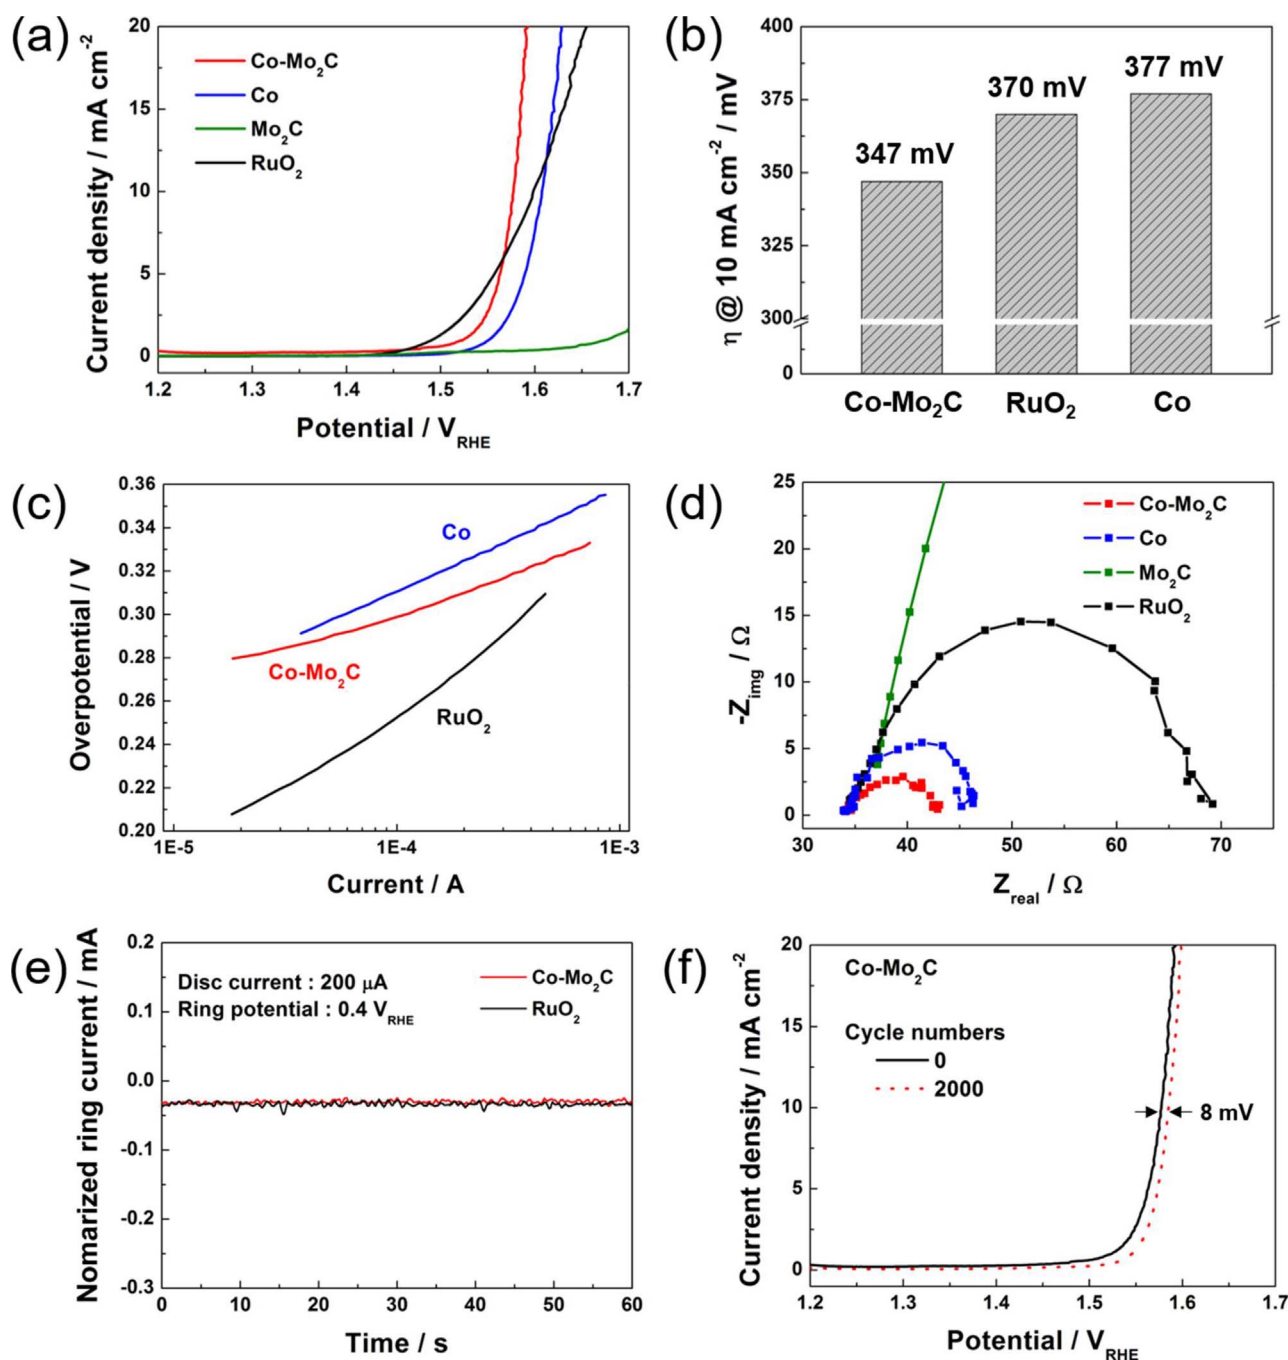 (a)
20
15
10
5
0
Current density / mA cm-2
Co-Mo2C
Co
Mo2C
RuO2
1.2 1.3 1.4 1.5 1.6 1.7
Potential / VRHE
(b)
400
375
350
325
300
0
η @ 10 mA cm-2 / mV
347 mV
370 mV
377 mV
Co-Mo2C RuO2 Co
(c)
0.36
0.32
0.28
0.24
0.20
Overpotential / V
Co
Co-Mo2C
RuO2
1E-5 1E-4 1E-3
Current / A
(d)
25
20
15
10
5
0
-Zimg / Ω
Co-Mo2C
Co
Mo2C
RuO2
30 40 50 60 70
Zreal / Ω
(e)
0.2
0.1
0.0
-0.1
-0.2
-0.3
Nomarized ring current / mA
Disc current : 200 μA
Ring potential : 0.4 VRHE
Co-Mo2C
RuO2
0 10 20 30 40 50 60
Time / s
(f)
20
15
10
5
0
Current density / mA cm-2
Co-Mo2C
Cycle numbers
0
2000
8 mV
1.2 1.3 1.4 1.5 1.6 1.7
Potential / VRHE